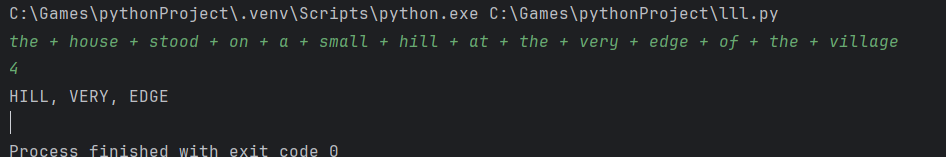 C:\Games\pythonProject\.venv\Scripts\python.exe C:\Games\pythonProject\lll.py
the + house + stood + on + a + small + hill + at + the + very + edge + of + the + village
4
HILL, VERY, EDGE
Process finished with exit code 0